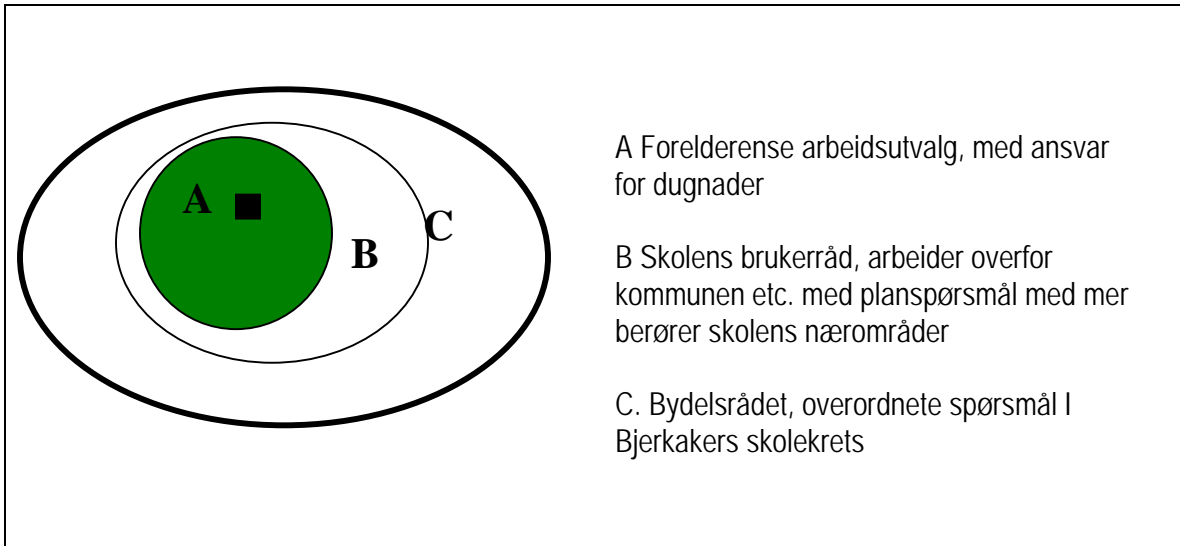 A
B
C
A Forelderense arbeidsutvalg, med ansvar
for dugnader
B Skolens brukerråd, arbeider overfor
kommunen etc. med planspørsmål med mer
berører skolens nærområder
C. Bydelsrådet, overordnete spørsmål I
Bjerkakers skolekrets